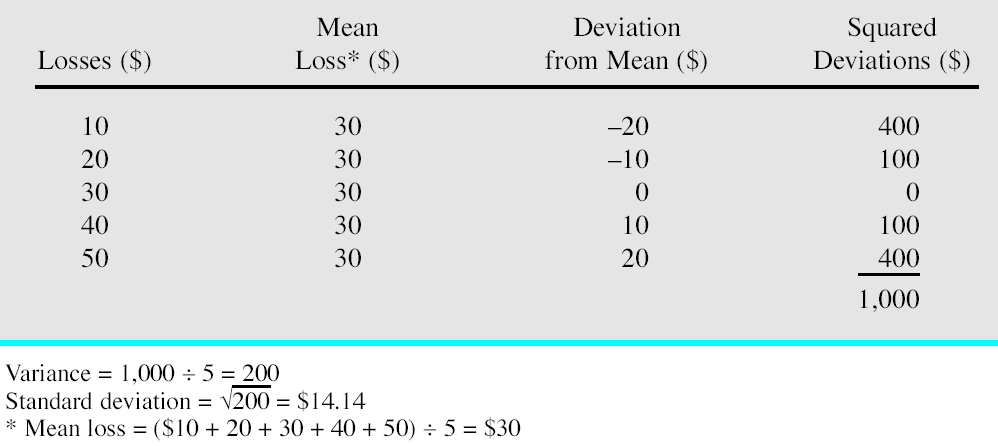 Mean Deviation Squared
Losses ($) Loss* ($) from Mean ($) Deviations ($)
10 30 –20 400
20 30 –10 100
30 30 0 0
40 30 10 100
50 30 20 400
1,000
Variance = 1,000 ÷ 5 = 200
Standard deviation = √200 = $14.14
* Mean loss = ($10 + 20 + 30 + 40 + 50) ÷ 5 = $30